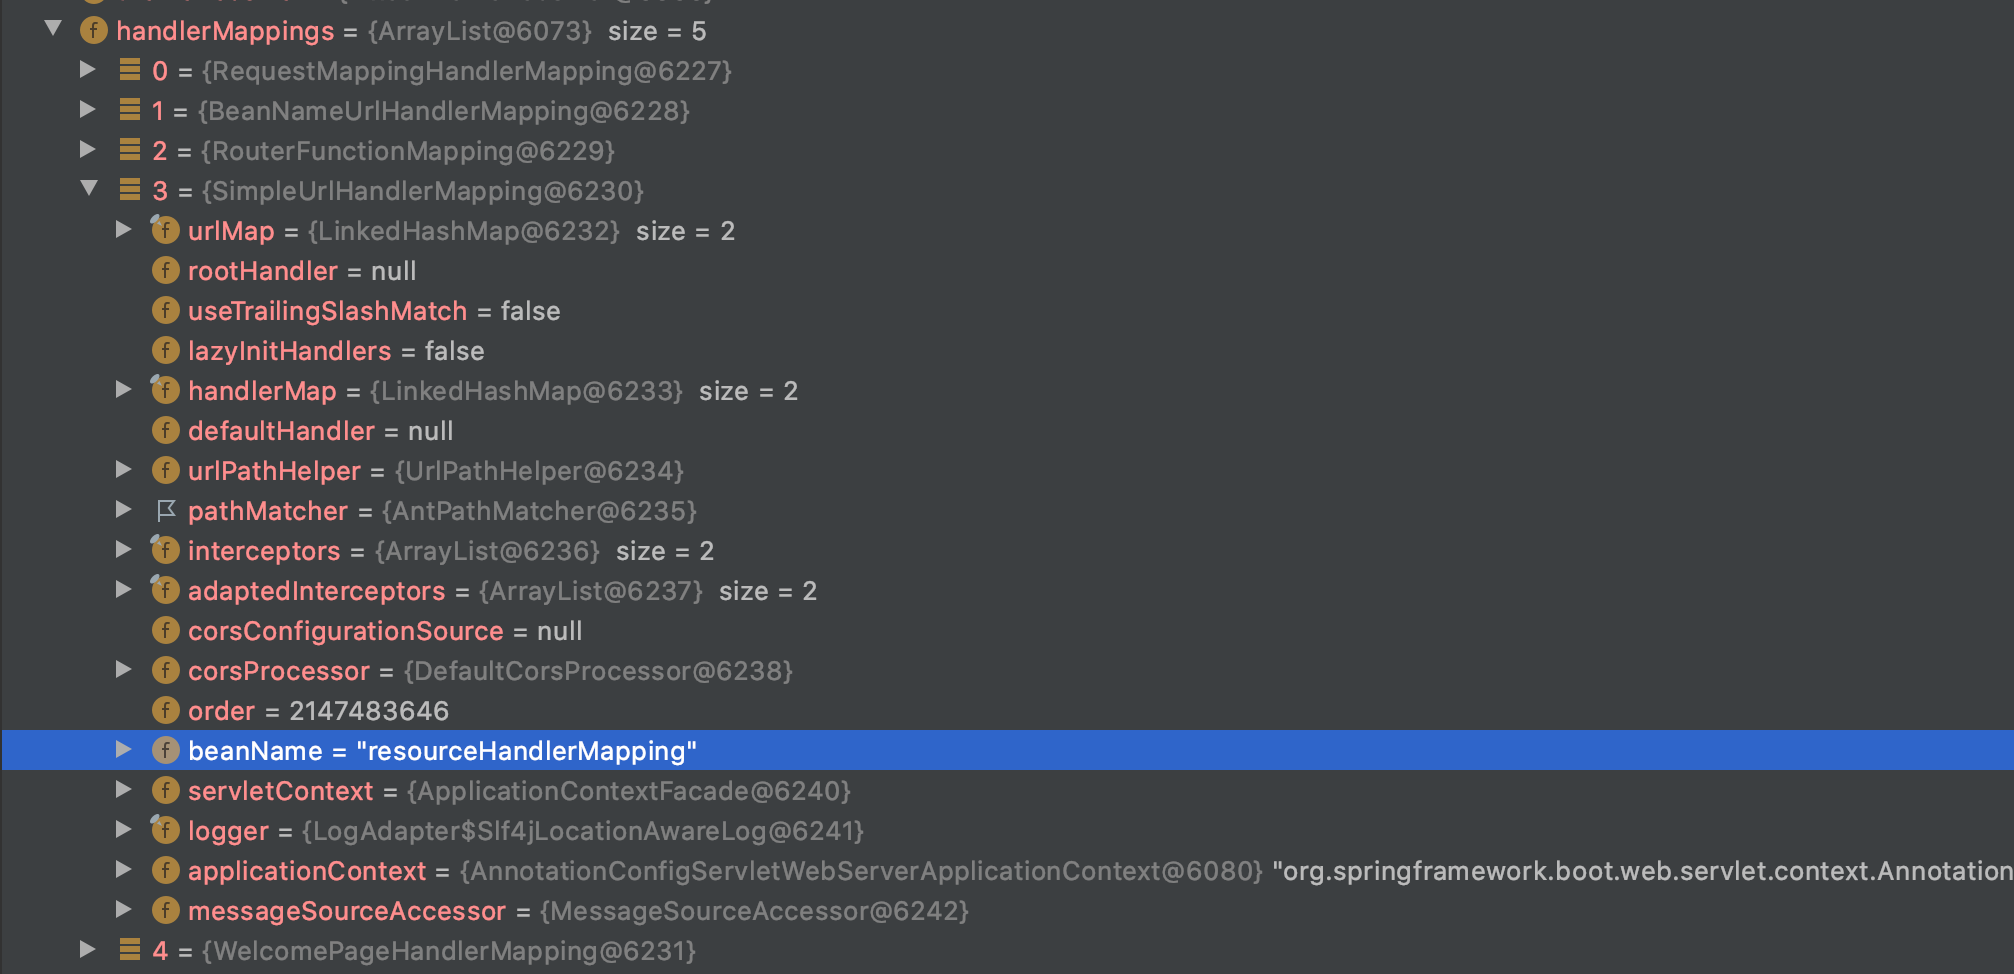 handlerMappings = {ArrayList@6073} size = 5
0 = {RequestMappingHandlerMapping@6227}
1 = {BeanNameUrlHandlerMapping@6228}
2 = {RouterFunctionMapping@6229}
3 = {SimpleUrlHandlerMapping@6230}
f urlMap = {LinkedHashMap@6232} size = 2
f rootHandler = null
f useTrailingSlashMatch = false
f lazyInitHandlers = false
f handlerMap = {LinkedHashMap@6233} size = 2
f defaultHandler = null
f urlPathHelper = {UrlPathHelper@6234}
pathMatcher = {AntPathMatcher@6235}
f interceptors = {ArrayList@6236} size = 2
f adaptedInterceptors = {ArrayList@6237} size = 2
f corsConfigurationSource = null
f corsProcessor = {DefaultCorsProcessor@6238}
f order = 2147483646
f beanName = "resourceHandlerMapping"
f servletContext = {ApplicationContextFacade@6240}
f logger = {LogAdapter$Slf4jLocationAwareLog@6241}
f applicationContext = {AnnotationConfigServletWebServerApplicationContext@6080} "org.springframework.boot.web.servlet.context.Annotation
f messageSourceAccessor = {MessageSourceAccessor@6242}
4 = {WelcomePageHandlerMapping@6231}